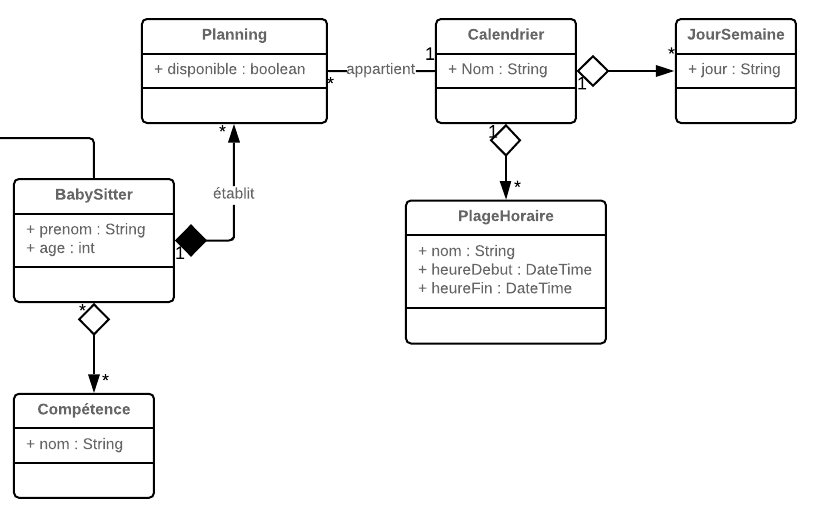 Planning
+ disponible : boolean
*
*
appartient
1
Calendrier
+ Nom : String
1
1
*
JourSemaine
+ jour : String
établit
BabySitter
+ prenom : String
+ age : int
1
*
*
PlageHoraire
+ nom : String
+ heureDebut : DateTime
+ heureFin : DateTime
*
Compétence
+ nom : String